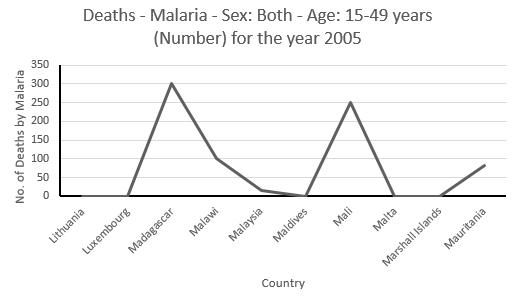 Deaths - Malaria - Sex: Both - Age: 15-49 years
(Number) for the year 2005
No. of Deaths by Malaria
350
300
250
200
150
100
50
0
Lithuania
Luxembourg
Madagascar
Malawi
Malaysia
Maldives
Mali
Malta
Marshall Islands
Mauritania
Country